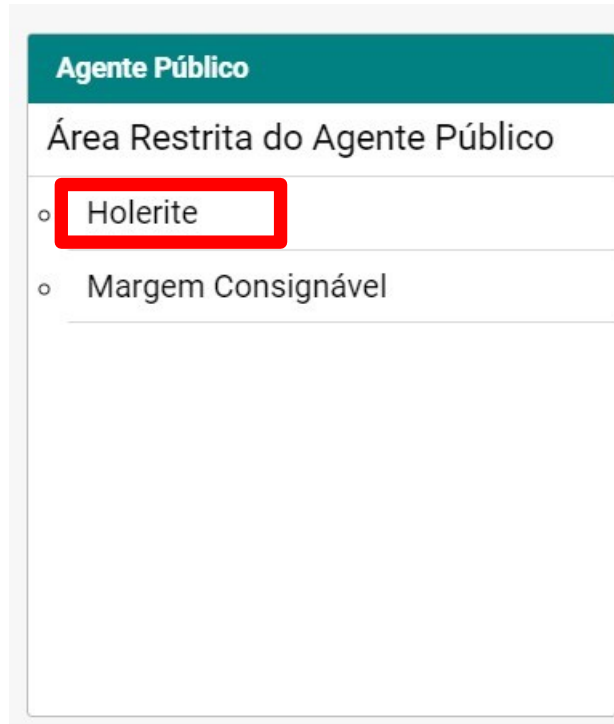 Agente Público
Área Restrita do Agente Público
Holerite
Margem Consignável